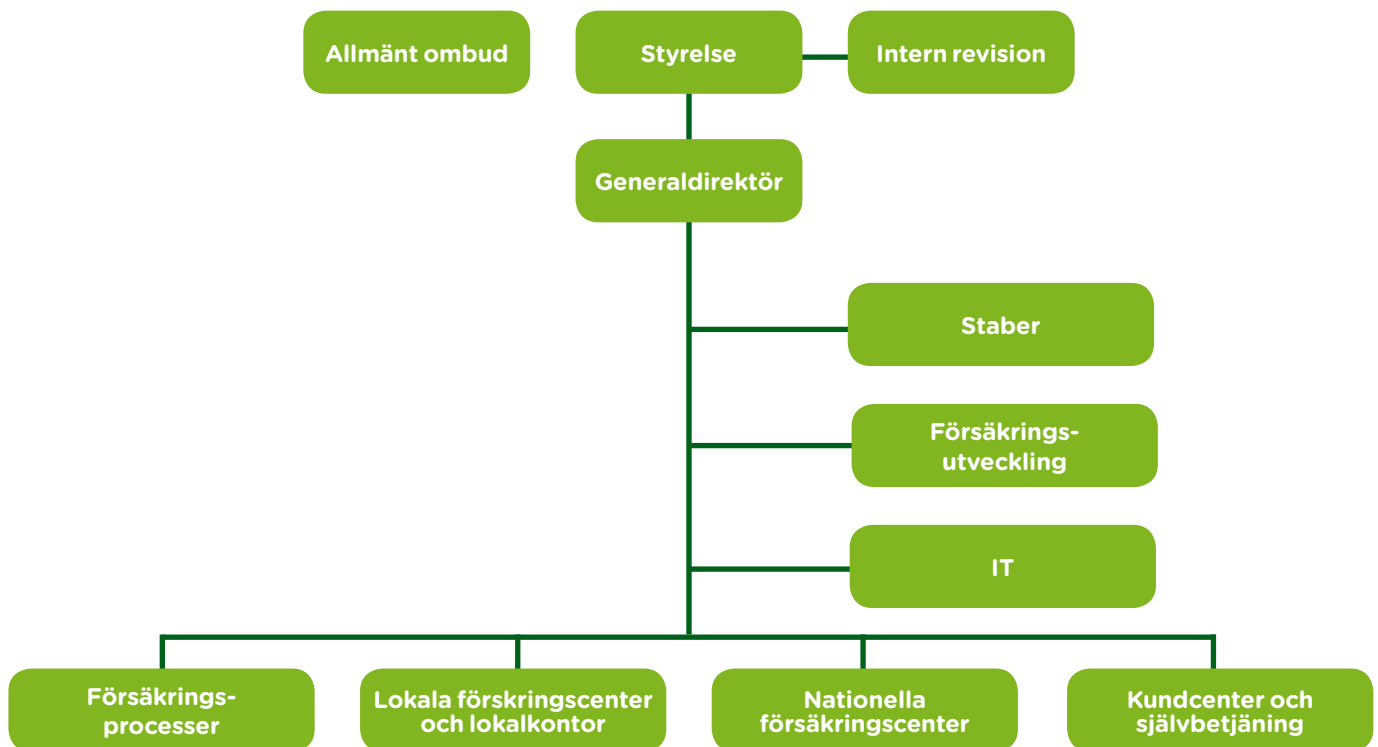 Allmänt ombud
Styrelse
Intern revision
Generaldirektör
Staber
Försäkrings-
utveckling
IT
Försäkrings-
processer
Lokala förskringscenter
och lokalkontor
Nationella
försäkringscenter
Kundcenter och
självbetjäning